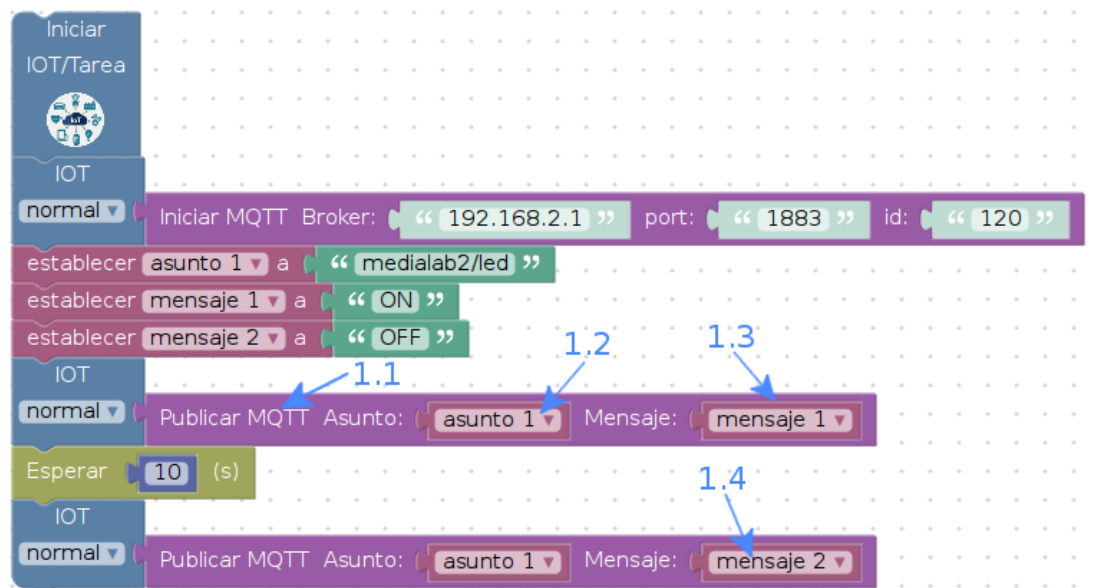 Iniciar
IOT/Tarea
IoT
IOT
normal Iniciar MQTT Broker: “ 192.168.2.1 ” port: “ 1883 ” id: “ 120 ”
establecer asunto 1 a “ medialab2/led ”
establecer mensaje 1 a “ ON ”
establecer mensaje 2 a “ OFF ”
1.1 1.2 1.3
IOT
normal Publicar MQTT Asunto: asunto 1 Mensaje: mensaje 1
Esperar 10 (s)
1.4
IOT
normal Publicar MQTT Asunto: asunto 1 Mensaje: mensaje 2